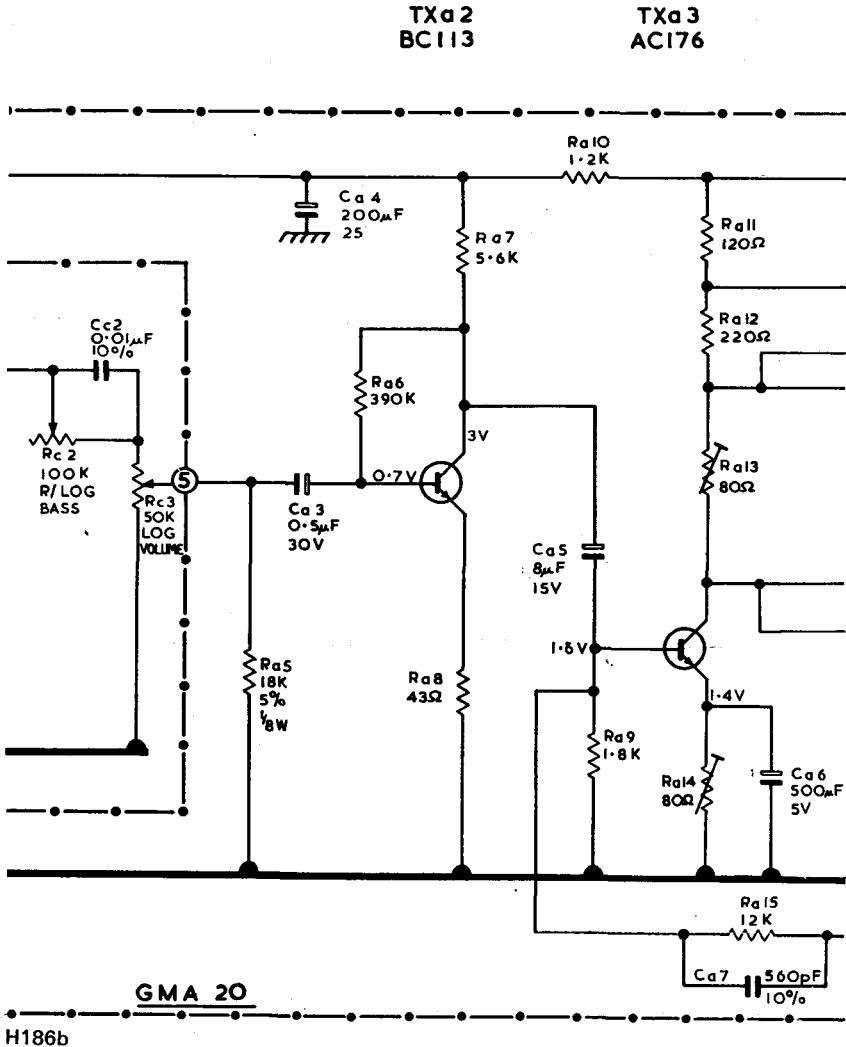 TXa 2
BC113
TXa 3
AC176
Ra10
1·2K
Ca 4
200µF
25
Ra7
5·6K
Ra11
120Ω
Cc2
0·01µF
10%
Ra12
220Ω
Ra6
390K
3V
Rc 2
100K
R/LOG
BASS
Rc3
50K
LOG
VOLUME
5
0·7V
Ra13
80Ω
Ca 3
0·5µF
30V
Ca5
8µF
15V
Ra5
18K
5%
1/8W
Ra8
43Ω
1·4V
Ra9
1·8K
Ra14
80Ω
Ca6
500µF
5V
Ra15
12K
Ca7
560pF
10%
GMA 20
H186b